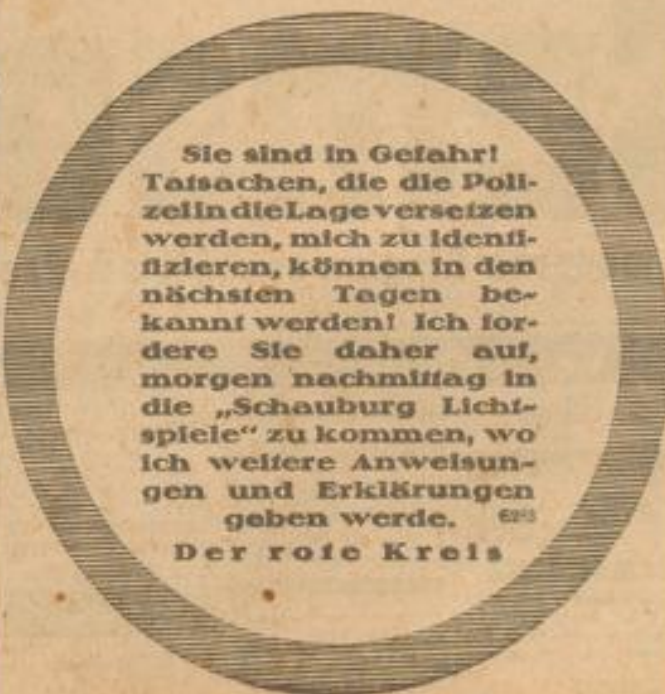 Sie sind in Gefahr!
Tatsachen, die die Poli-
zei in die Lage versetzen
werden, mich zu identi-
fizieren, können in den
nächsten Tagen be-
kannt werden! Ich for-
dere Sie daher auf,
morgen nachmittag in
die „Schauburg Licht-
spiele“ zu kommen, wo
ich weitere Anweisun-
gen und Erklärungen
geben werde.
Der rote Kreis